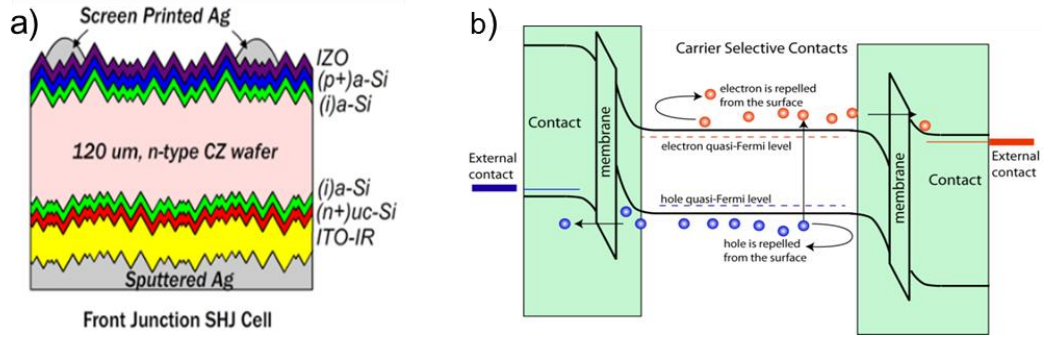 a)
Screen Printed Ag
IZO
(p+)a-Si
(i)a-Si
120 um, n-type CZ wafer
(i)a-Si
(n+)uc-Si
ITO-IR
Sputtered Ag
Front Junction SHJ Cell
b)
Carrier Selective Contacts
electron is repelled
from the surface
Contact
membrane
electron quasi-Fermi level
External
contact
hole quasi-Fermi level
hole is repelled
from the surface
membrane
Contact
External
contact